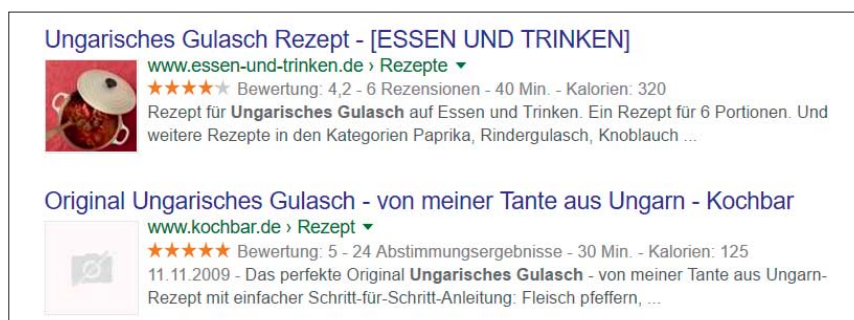 Ungarisches Gulasch Rezept - [ESSEN UND TRINKEN]
www.essen-und-trinken.de › Rezepte
Bewertung: 4,2 - 6 Rezensionen - 40 Min. - Kalorien: 320
Rezept für Ungarisches Gulasch auf Essen und Trinken. Ein Rezept für 6 Portionen. Und
weitere Rezepte in den Kategorien Paprika, Rindergulasch, Knoblauch ...
Original Ungarisches Gulasch - von meiner Tante aus Ungarn - Kochbar
www.kochbar.de › Rezept
Bewertung: 5 - 24 Abstimmungsergebnisse - 30 Min. - Kalorien: 125
11.11.2009 - Das perfekte Original Ungarisches Gulasch - von meiner Tante aus Ungarn-
Rezept mit einfacher Schritt-für-Schritt-Anleitung: Fleisch pfeffern, ...